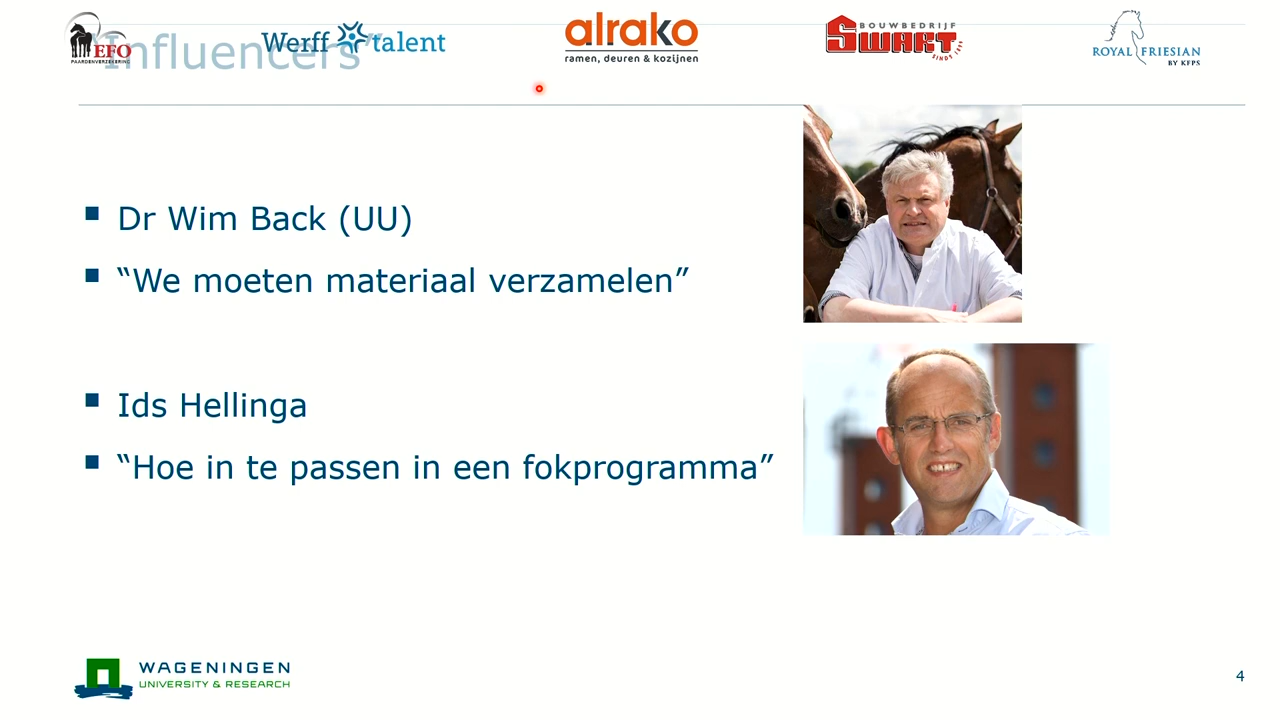 “Influencers”
EFO
PAARDENVERZEKERING
Werff talent
alrako
ramen, deuren & kozijnen
BOUWBEDRIJF
SWART
SINDS 1889
ROYAL FRIESIAN
BY KFPS
Dr Wim Back (UU)
“We moeten materiaal verzamelen”
Ids Hellinga
“Hoe in te passen in een fokprogramma”
WAGENINGEN
UNIVERSITY & RESEARCH
4